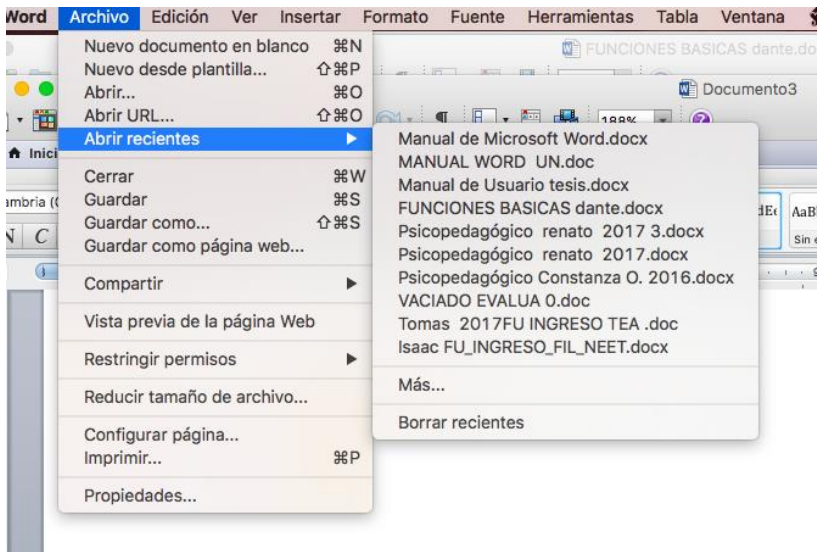 Word Archivo Edición Ver Insertar Formato Fuente Herramientas Tabla Ventana
FUNCIONES BASICAS dante.do
Documento3
188%
Inici
ambria (
N C
AaB
Sin e
Nuevo documento en blanco ⌘N
Nuevo desde plantilla... ⇧⌘P
Abrir... ⌘O
Abrir URL... ⇧⌘O
Abrir recientes ▶
Cerrar ⌘W
Guardar ⌘S
Guardar como... ⇧⌘S
Guardar como página web...
Compartir ▶
Vista previa de la página Web
Restringir permisos ▶
Reducir tamaño de archivo...
Configurar página...
Imprimir... ⌘P
Propiedades...
Manual de Microsoft Word.docx
MANUAL WORD  UN.doc
Manual de Usuario tesis.docx
FUNCIONES BASICAS dante.docx
Psicopedagógico  renato  2017 3.docx
Psicopedagógico  renato  2017.docx
Psicopedagógico Constanza O. 2016.docx
VACIADO EVALUA 0.doc
Tomas  2017FU INGRESO TEA .doc
Isaac FU_INGRESO_FIL_NEET.docx
Más...
Borrar recientes